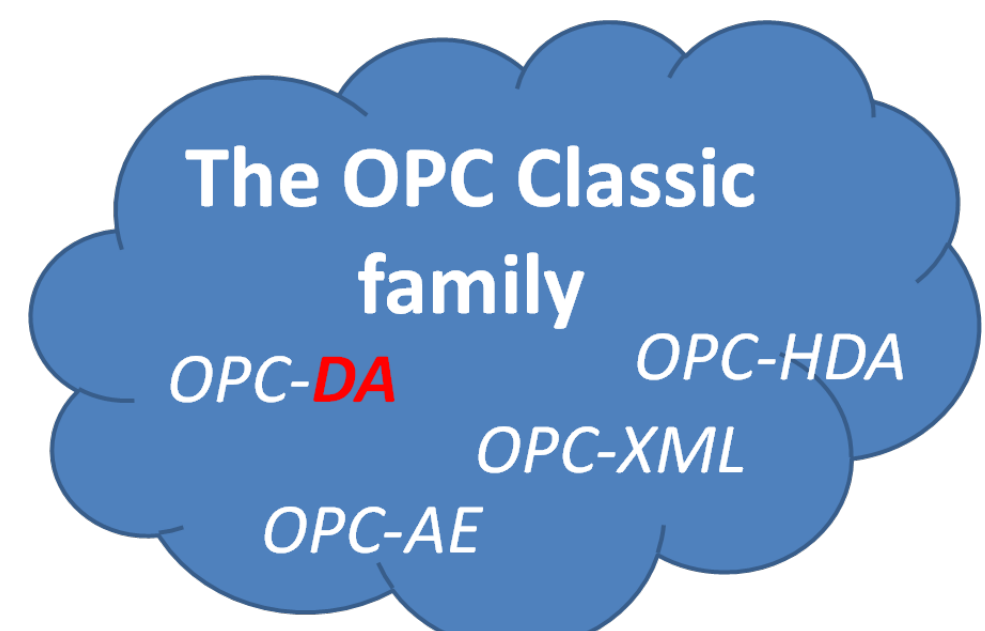 The OPC Classic
family
OPC-DA
OPC-HDA
OPC-XML
OPC-AE